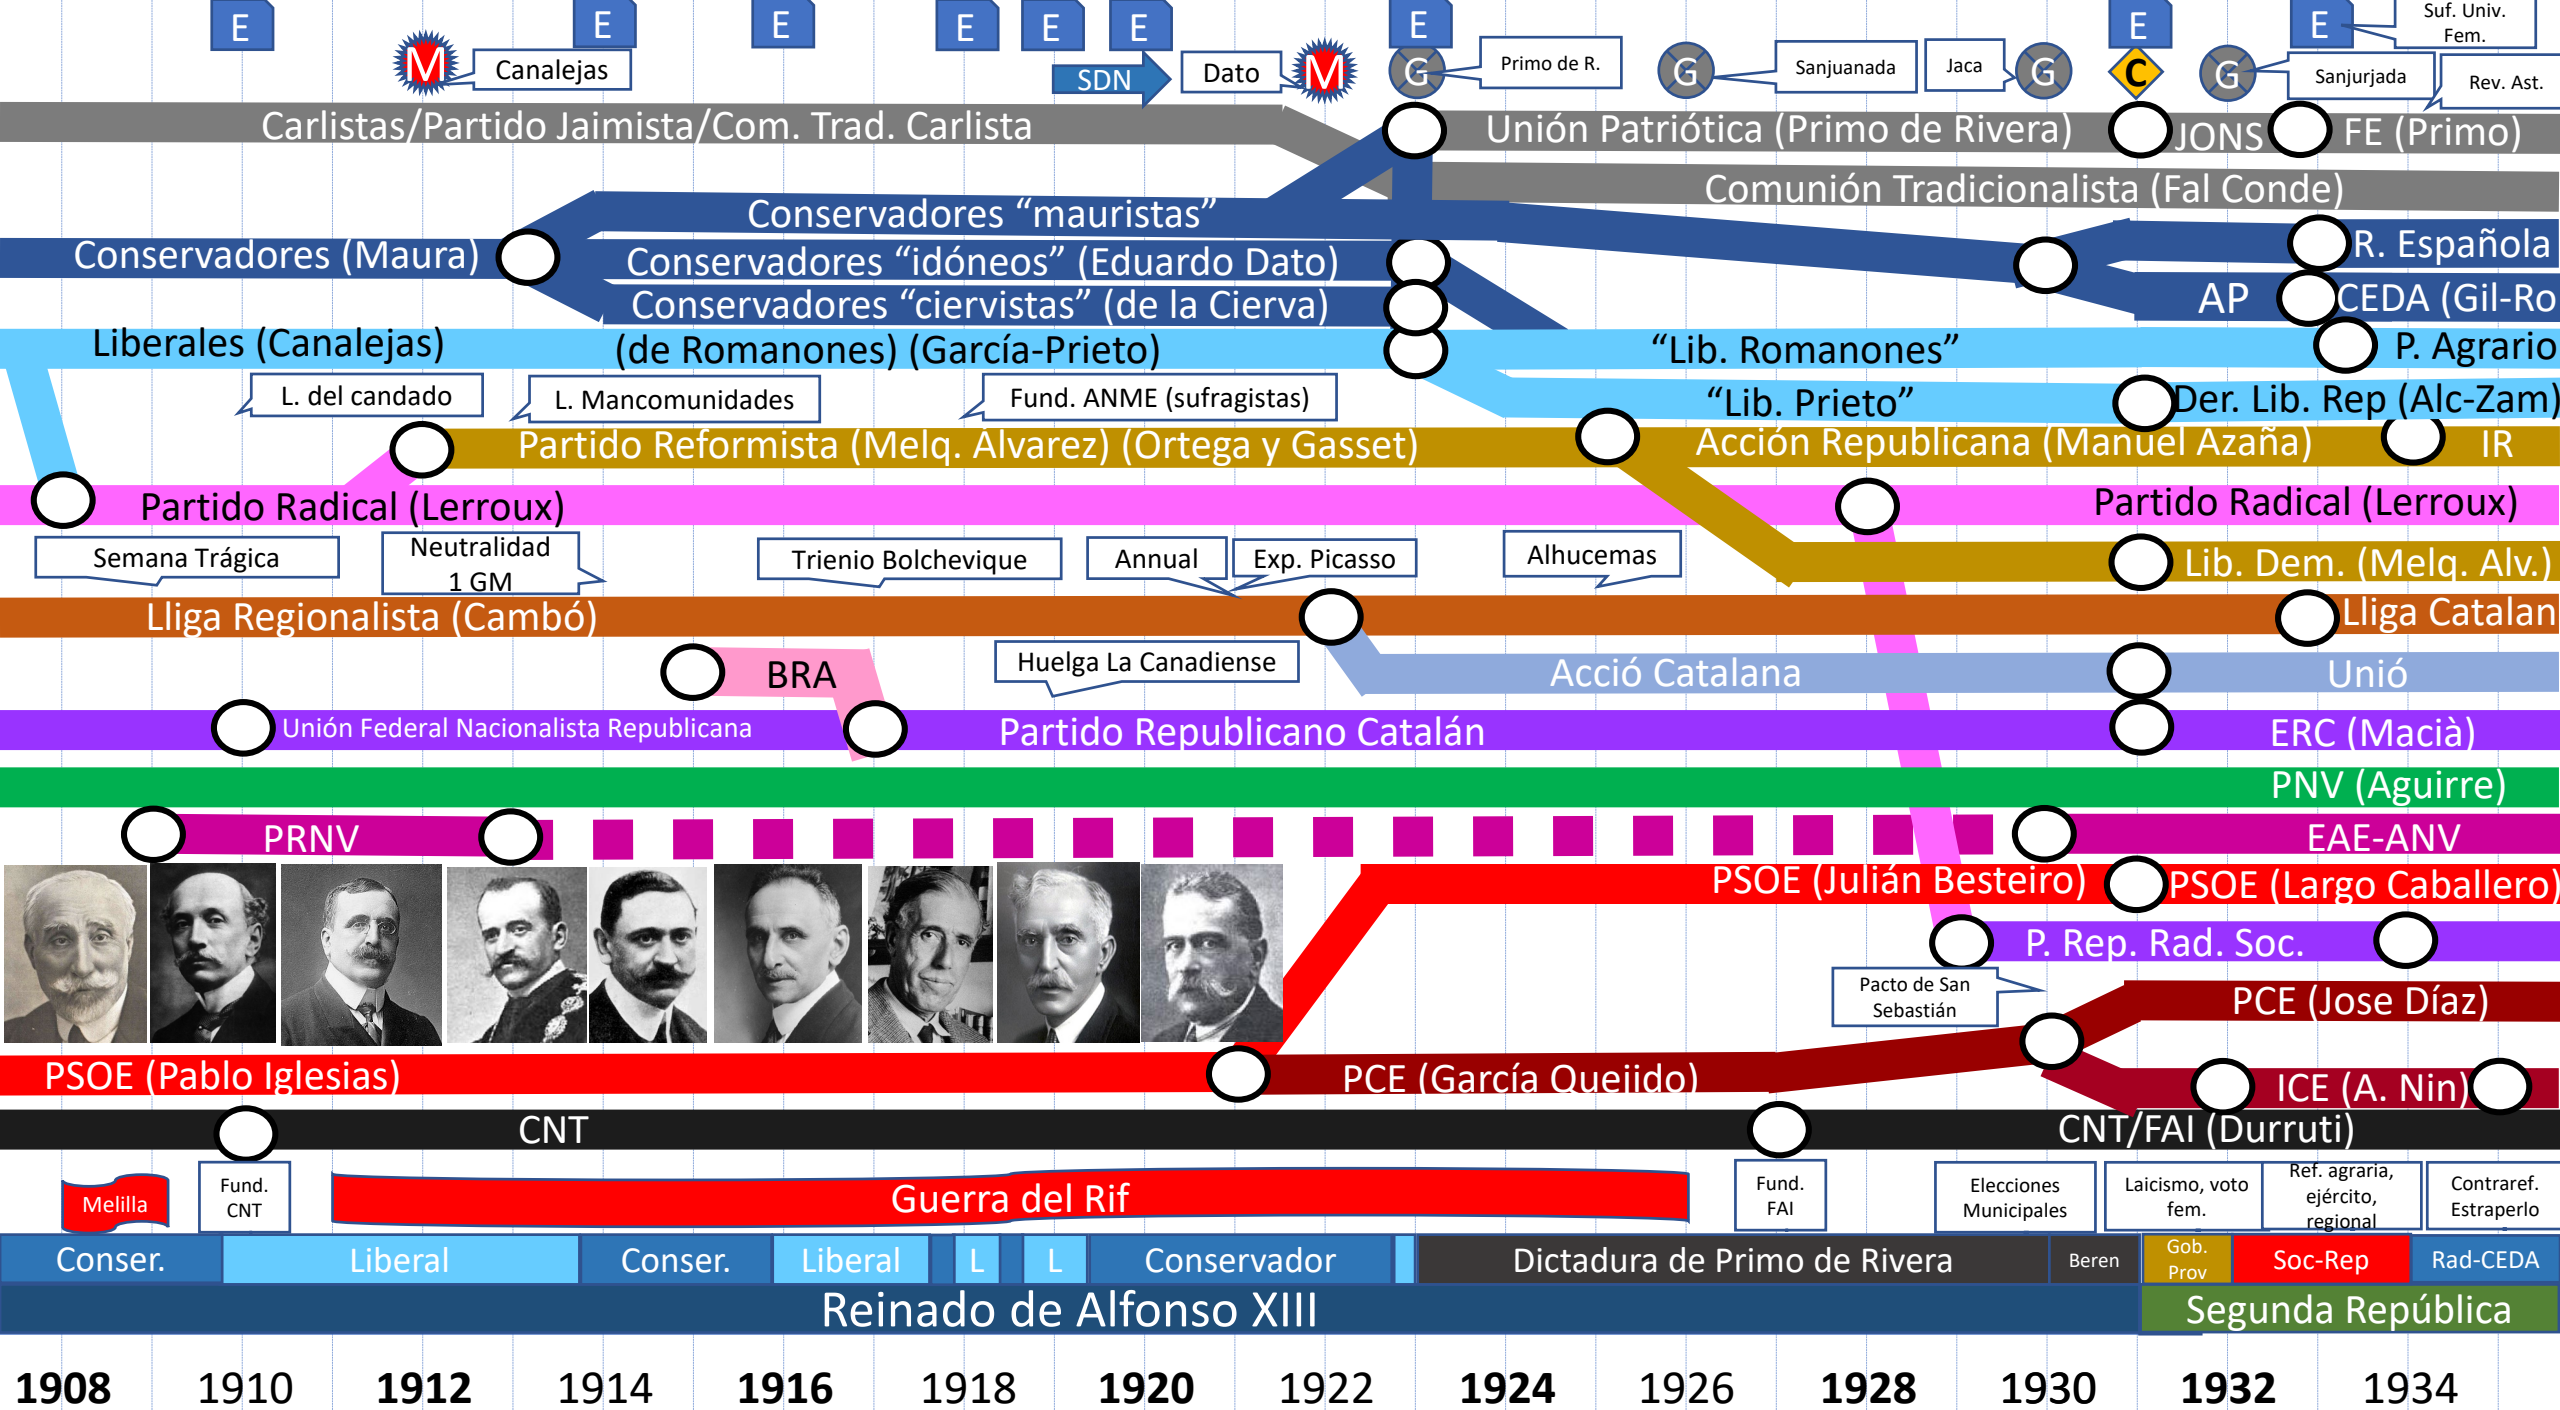 E E E E E E E E E
Suf. Univ.
Fem.
M
Canalejas
SDN
Dato
M
G
Primo de R.
G
Sanjuanada
Jaca
G
C
G
Sanjurjada
Rev. Ast.
Carlistas/Partido Jaimista/Com. Trad. Carlista
Unión Patriótica (Primo de Rivera)
JONS
FE (Primo)
Comunión Tradicionalista (Fal Conde)
Conservadores “mauristas”
Conservadores (Maura)
Conservadores “idóneos” (Eduardo Dato)
R. Española
Conservadores “ciervistas” (de la Cierva)
AP
CEDA (Gil-Ro
Liberales (Canalejas)
(de Romanones) (García-Prieto)
“Lib. Romanones”
P. Agrario
L. del candado
L. Mancomunidades
Fund. ANME (sufragistas)
“Lib. Prieto”
Der. Lib. Rep (Alc-Zam)
Partido Reformista (Melq. Álvarez) (Ortega y Gasset)
Acción Republicana (Manuel Azaña)
IR
Partido Radical (Lerroux)
Partido Radical (Lerroux)
Semana Trágica
Neutralidad
1 GM
Trienio Bolchevique
Annual
Exp. Picasso
Alhucemas
Lib. Dem. (Melq. Alv.)
Lliga Regionalista (Cambó)
Lliga Catalan
BRA
Huelga La Canadiense
Acció Catalana
Unió
Unión Federal Nacionalista Republicana
Partido Republicano Catalán
ERC (Macià)
PNV (Aguirre)
PRNV
EAE-ANV
PSOE (Julián Besteiro)
PSOE (Largo Caballero)
P. Rep. Rad. Soc.
Pacto de San
Sebastián
PCE (Jose Díaz)
PSOE (Pablo Iglesias)
PCE (García Quejido)
ICE (A. Nin)
CNT
CNT/FAI (Durruti)
Melilla
Fund.
CNT
Guerra del Rif
Fund.
FAI
Elecciones
Municipales
Laicismo, voto
fem.
Ref. agraria,
ejército,
regional
Contraref.
Estraperlo
Conser.
Liberal
Conser.
Liberal
L
L
Conservador
Dictadura de Primo de Rivera
Beren
Gob.
Prov
Soc-Rep
Rad-CEDA
Reinado de Alfonso XIII
Segunda República
1908 1910 1912 1914 1916 1918 1920 1922 1924 1926 1928 1930 1932 1934